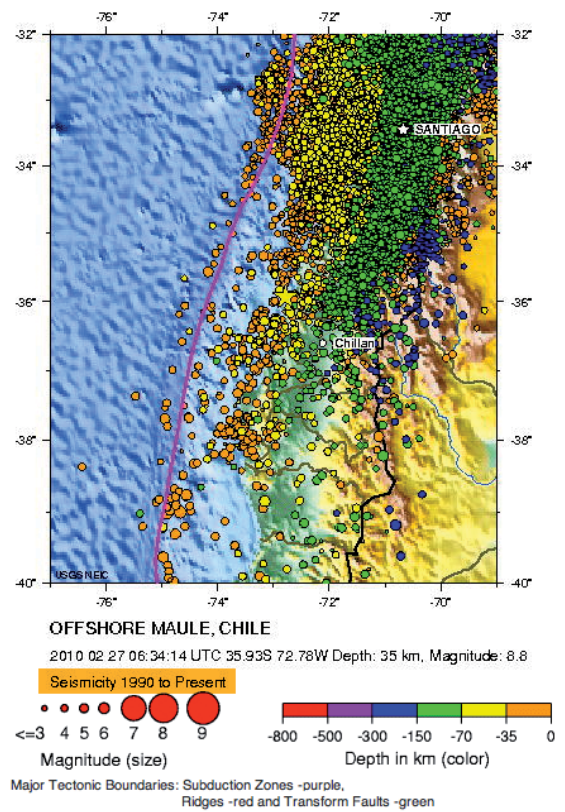 -76° -74° -72° -70°
-32° -32°
SANTIAGO
-34° -34°
-36° -36°
Chillan
-38° -38°
USGS NEIC
-40° -40°
-76° -74° -72° -70°
OFFSHORE MAULE, CHILE
2010 02 27 06:34:14 UTC 35.93S 72.78W Depth: 35 km, Magnitude: 8.8
Seismicity 1990 to Present
<=3 4 5 6 7 8 9
Magnitude (size)
-800 -500 -300 -150 -70 -35 0
Depth in km (color)
Major Tectonic Boundaries: Subduction Zones -purple,
Ridges -red and Transform Faults -green